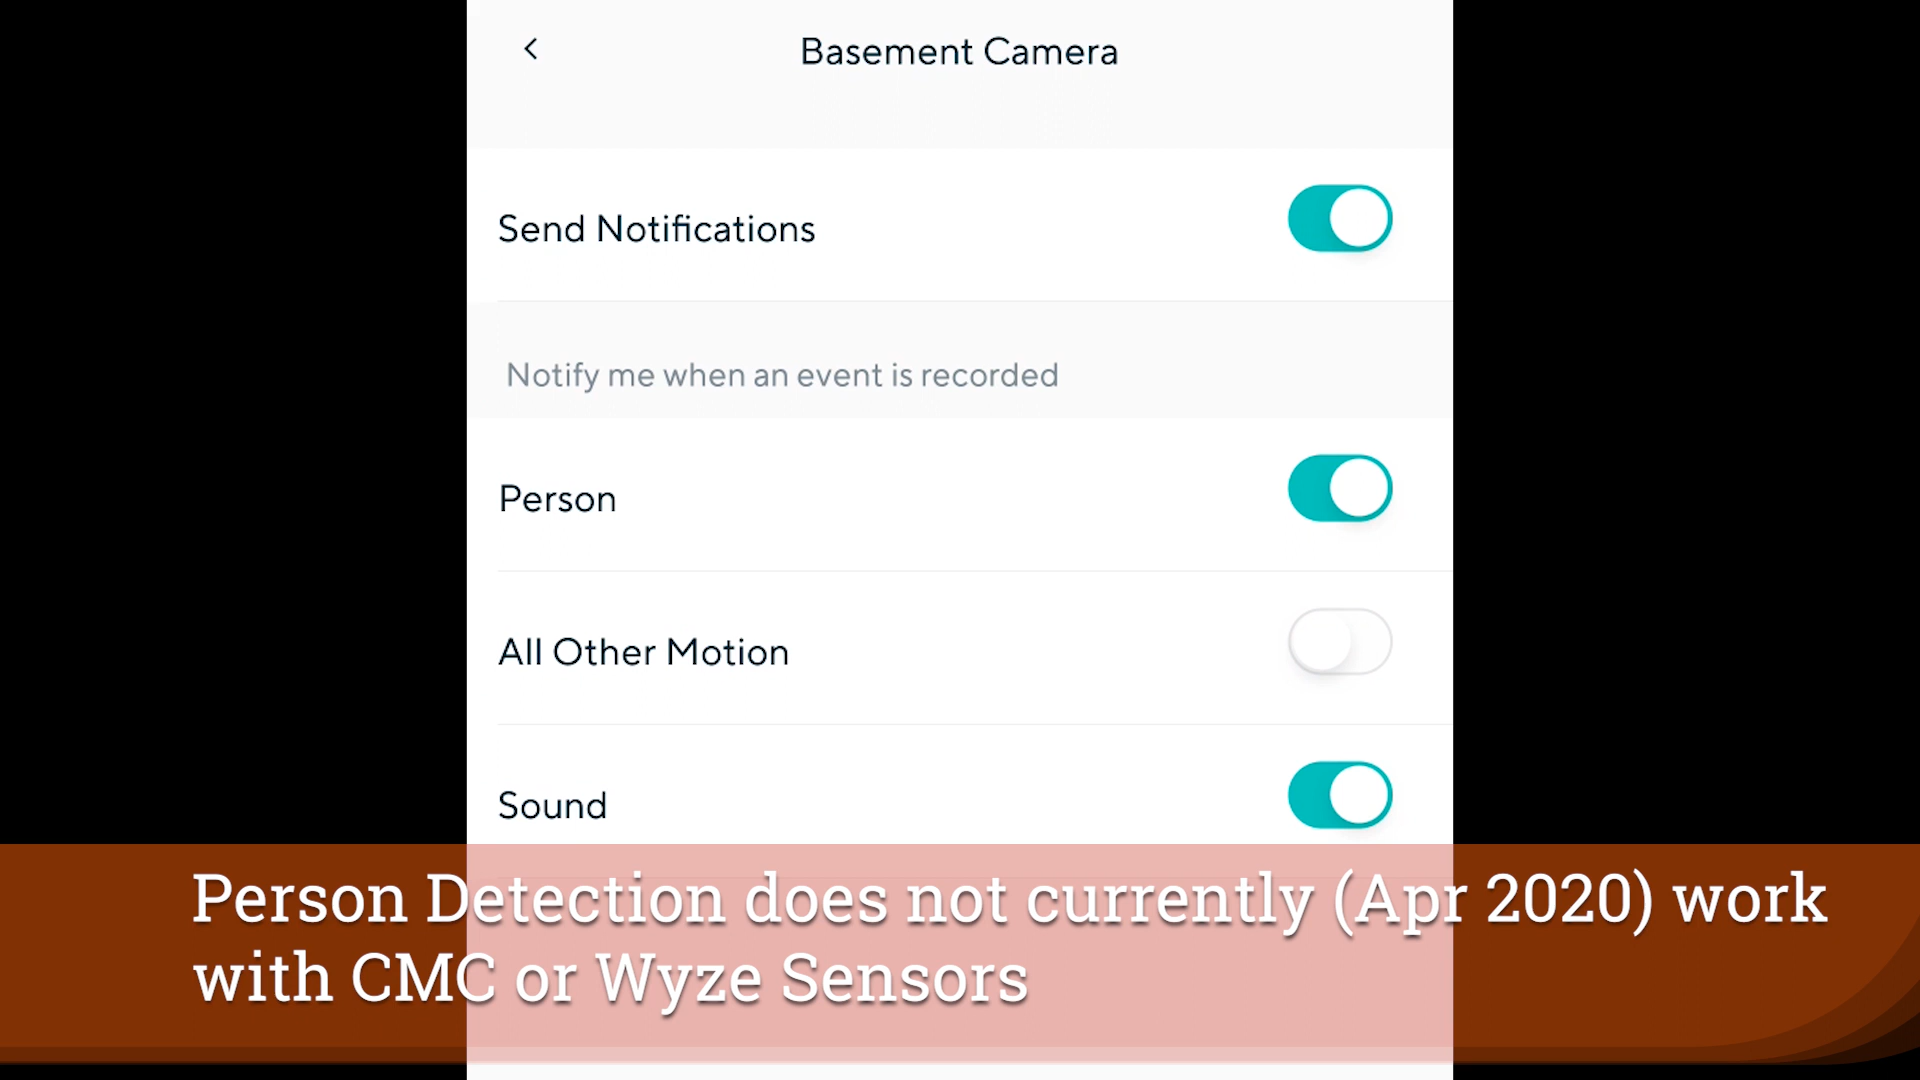 Basement Camera
Send Notifications
Notify me when an event is recorded
Person
All Other Motion
Sound
Person Detection does not currently (Apr 2020) work
with CMC or Wyze Sensors